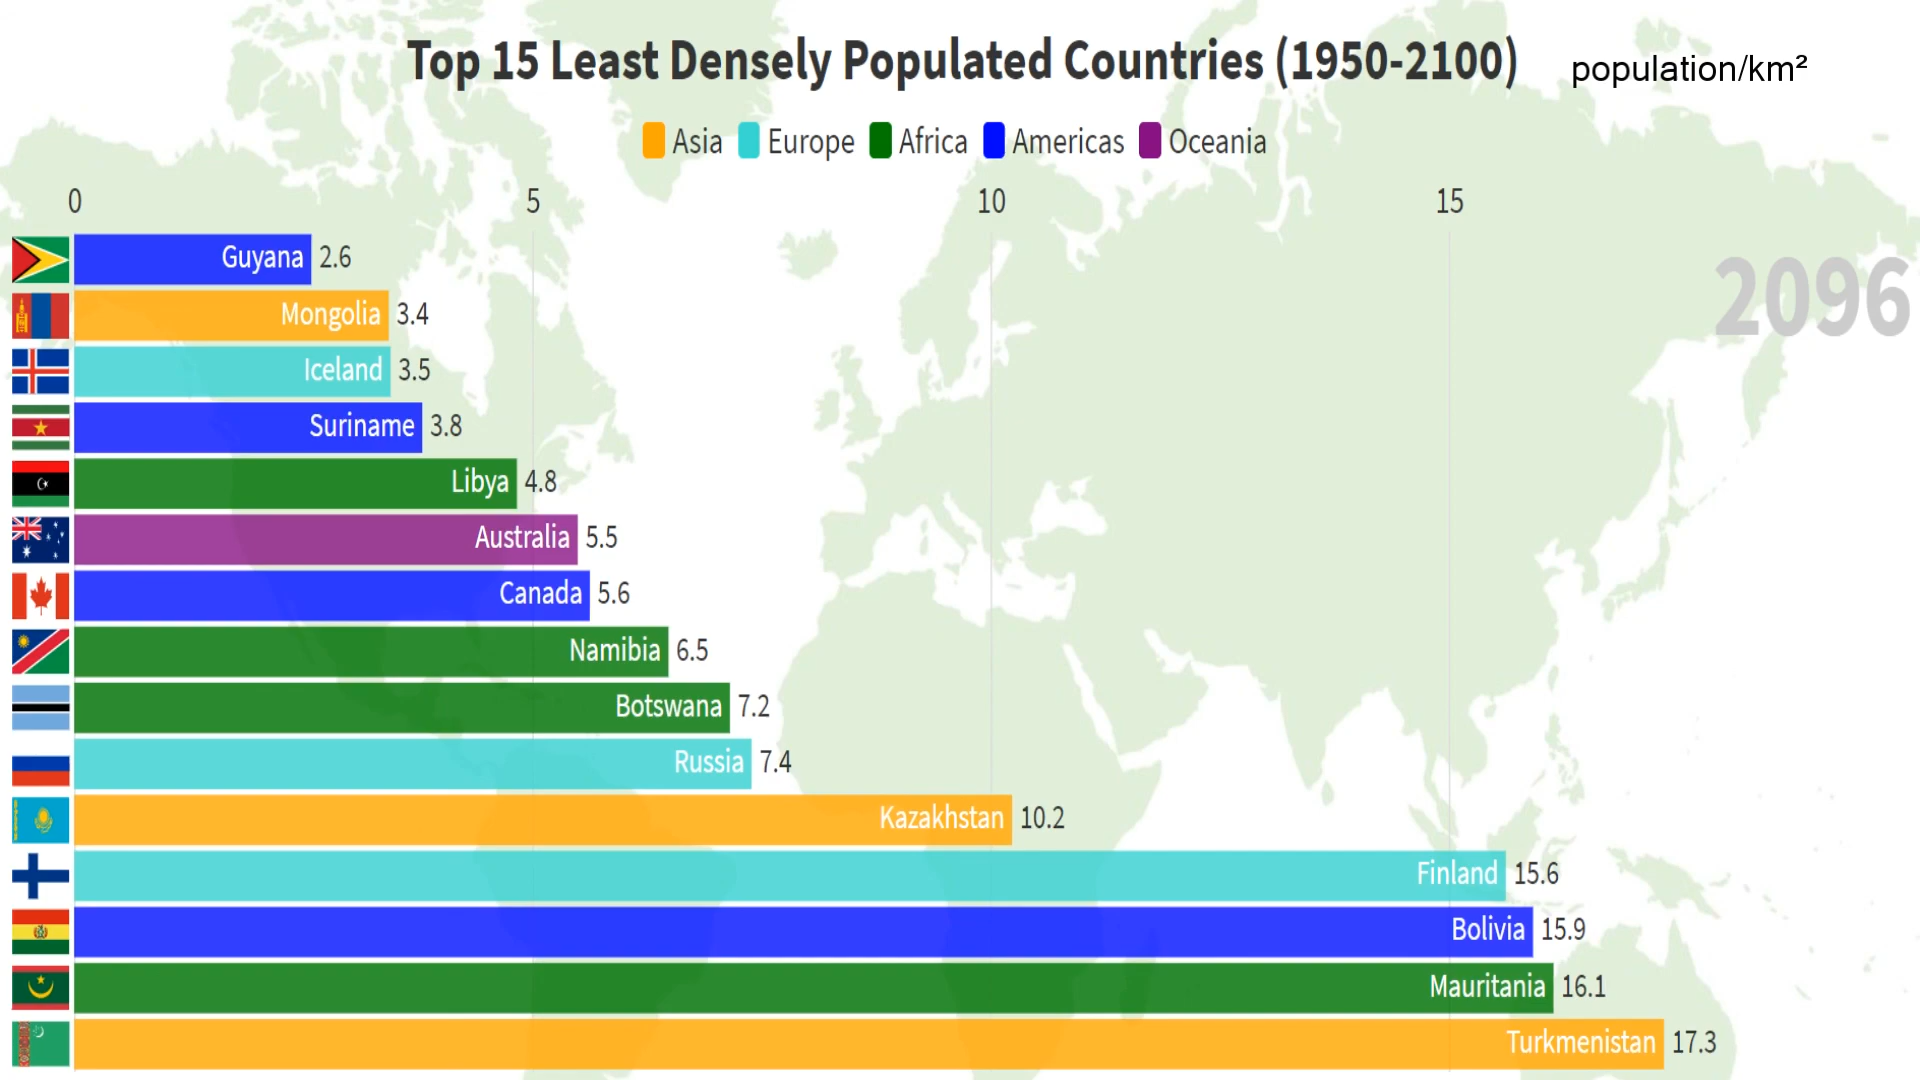 Top 15 Least Densely Populated Countries (1950-2100) population/km²
Asia Europe Africa Americas Oceania
0 5 10 15
Guyana 2.6
2096
Mongolia 3.4
Iceland 3.5
Suriname 3.8
Libya 4.8
Australia 5.5
Canada 5.6
Namibia 6.5
Botswana 7.2
Russia 7.4
Kazakhstan 10.2
Finland 15.6
Bolivia 15.9
Mauritania 16.1
Turkmenistan 17.3